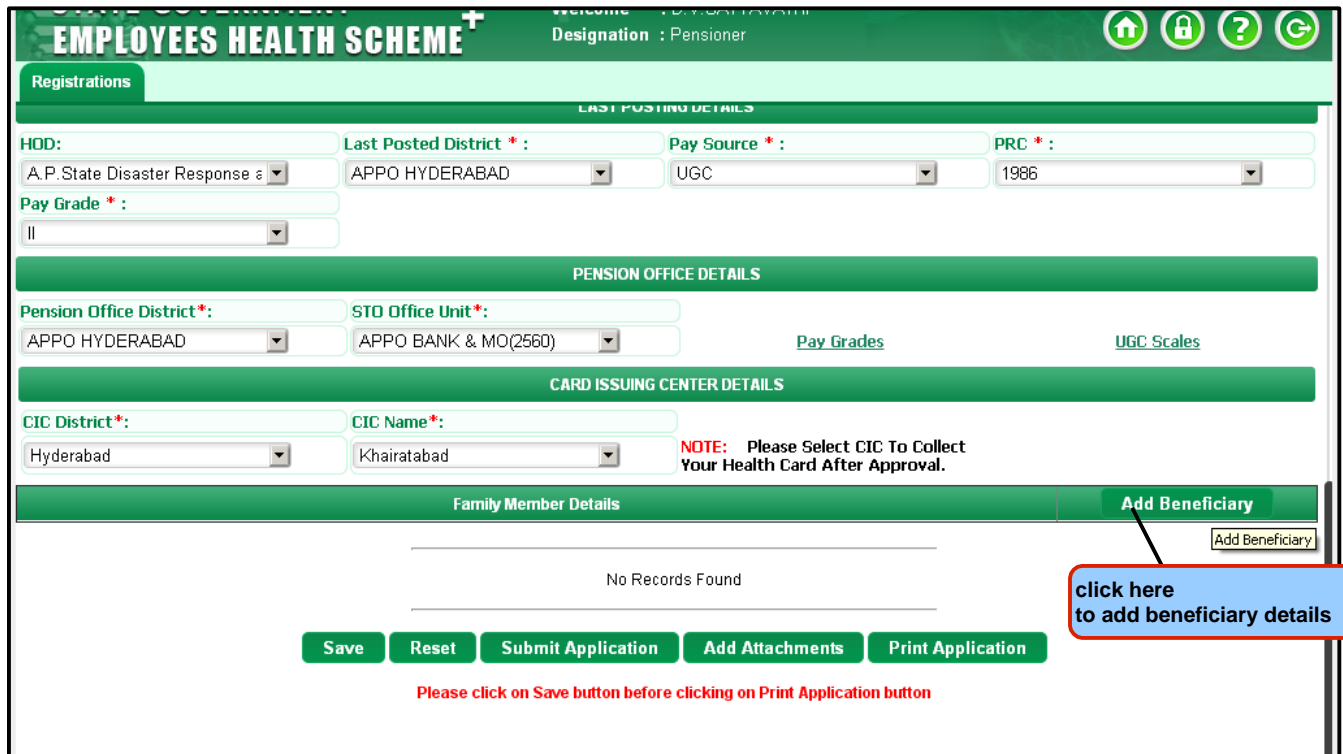 EMPLOYEES HEALTH SCHEME
Designation : Pensioner
Registrations
LAST POSTING DETAILS
HOD: Last Posted District * : Pay Source * : PRC * :
A.P.State Disaster Response a APPO HYDERABAD UGC 1986
Pay Grade * :
II
PENSION OFFICE DETAILS
Pension Office District*: STO Office Unit*:
APPO HYDERABAD APPO BANK & MO(2560) Pay Grades UGC Scales
CARD ISSUING CENTER DETAILS
CIC District*: CIC Name*:
Hyderabad Khairatabad
NOTE: Please Select CIC To Collect
Your Health Card After Approval.
Family Member Details Add Beneficiary
Add Beneficiary
No Records Found
click here
to add beneficiary details
Save Reset Submit Application Add Attachments Print Application
Please click on Save button before clicking on Print Application button